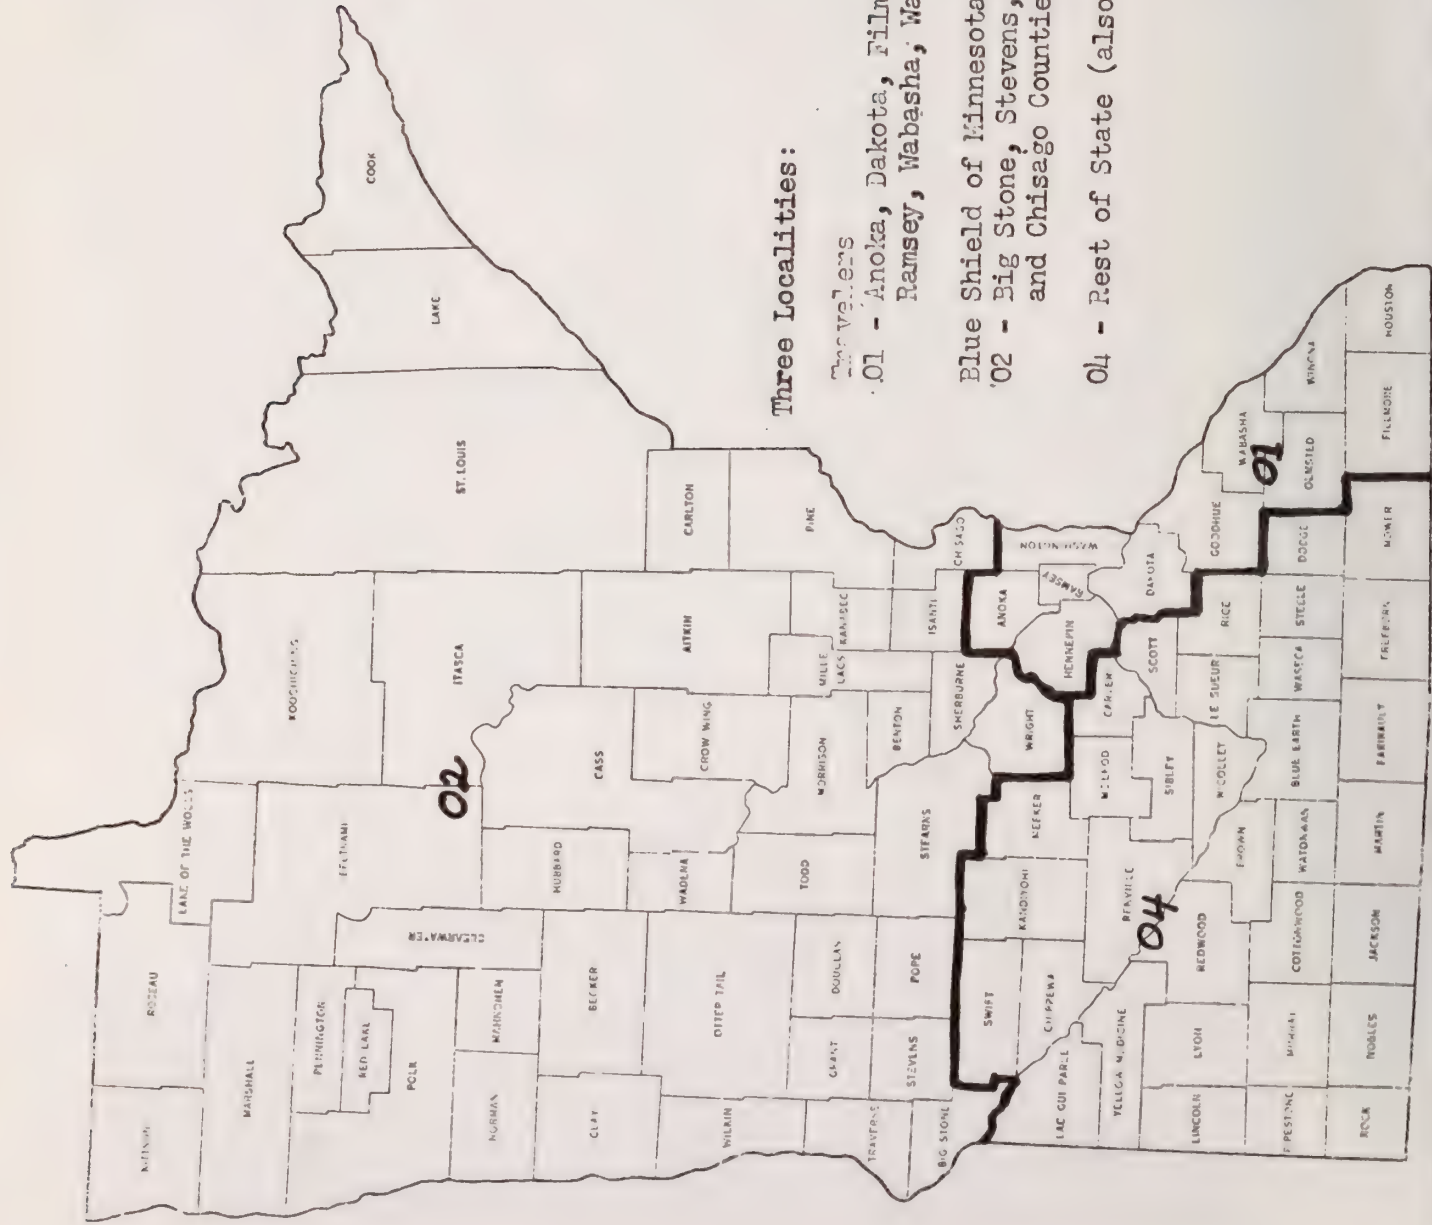 COOK
LAKE
ST. LOUIS
KOOCHICHING
ITASCA
LAKE OF THE WOODS
BELTRAMI
02
ROSEAU
KITTSON
MARSHALL
PENNINGTON
RED LAKE
POLK
CLEARWATER
NORMAN
MAHNOMEN
HUBBARD
CASS
AITKIN
CARLTON
CLAY
BECKER
WADENA
CROW WING
PINE
WILKIN
OTTER TAIL
TODD
MORRISON
MILLE
LACS
KANABEC
GRANT
DOUGLAS
TRAVERSE
STEVENS
POPE
STEARNS
BENTON
SHERBURNE
ISANTI
CHISAGO
BIG STONE
SWIFT
KANDIYOHI
MEEKER
WRIGHT
ANOKA
HENNEPIN
RAMSEY
WASHINGTON
LAC QUI PARLE
CHIPPEWA
RENVILLE
MCLEOD
CARVER
SCOTT
DAKOTA
YELLOW MEDICINE
04
SIBLEY
LINCOLN
LYON
REDWOOD
BROWN
NICOLLET
LE SUEUR
RICE
GOODHUE
WABASHA
01
PIPESTONE
MURRAY
COTTONWOOD
WATONWAN
BLUE EARTH
WASECA
STEELE
DODGE
OLMSTED
WINONA
ROCK
NOBLES
JACKSON
MARTIN
FARIBAULT
FREEBORN
MOWER
FILLMORE
HOUSTON
Three Localities:
Travelers
01 - Anoka, Dakota, Film
Ramsey, Wabasha, Wa
Blue Shield of Minnesota
'02 - Big Stone, Stevens,
and Chisago Countie
04 - Rest of State (also